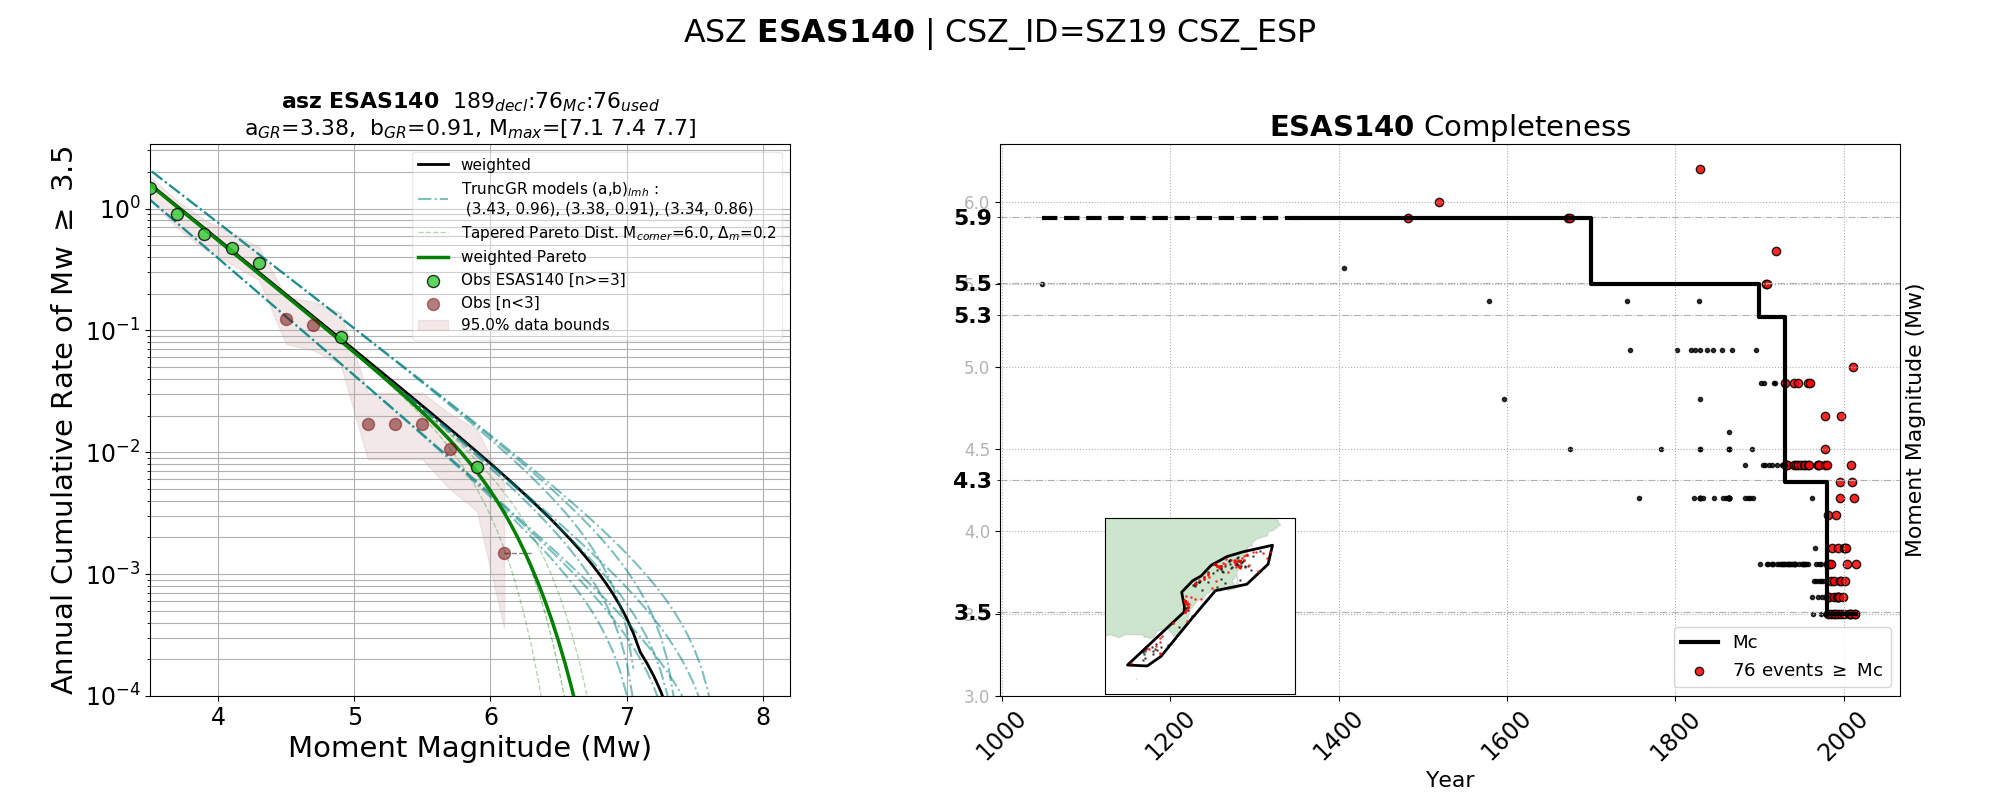 ASZ ESAS140 | CSZ_ID=SZ19 CSZ_ESP
asz ESAS140 189decl:76Mc:76used
aGR=3.38, bGR=0.91, Mmax=[7.1 7.4 7.7]
Annual Cumulative Rate of Mw ≥ 3.5
10^0
10^-1
10^-2
10^-3
10^-4
weighted
TruncGR models (a,b)lmh :
(3.43, 0.96), (3.38, 0.91), (3.34, 0.86)
Tapered Pareto Dist. Mcorner=6.0, Δm=0.2
weighted Pareto
Obs ESAS140 [n>=3]
Obs [n<3]
95.0% data bounds
4 5 6 7 8
Moment Magnitude (Mw)
ESAS140 Completeness
6.0
5.9
5.5
5.3
5.0
4.5
4.3
4.0
3.5
3.0
Moment Magnitude (Mw)
Mc
76 events ≥ Mc
1000 1200 1400 1600 1800 2000
Year